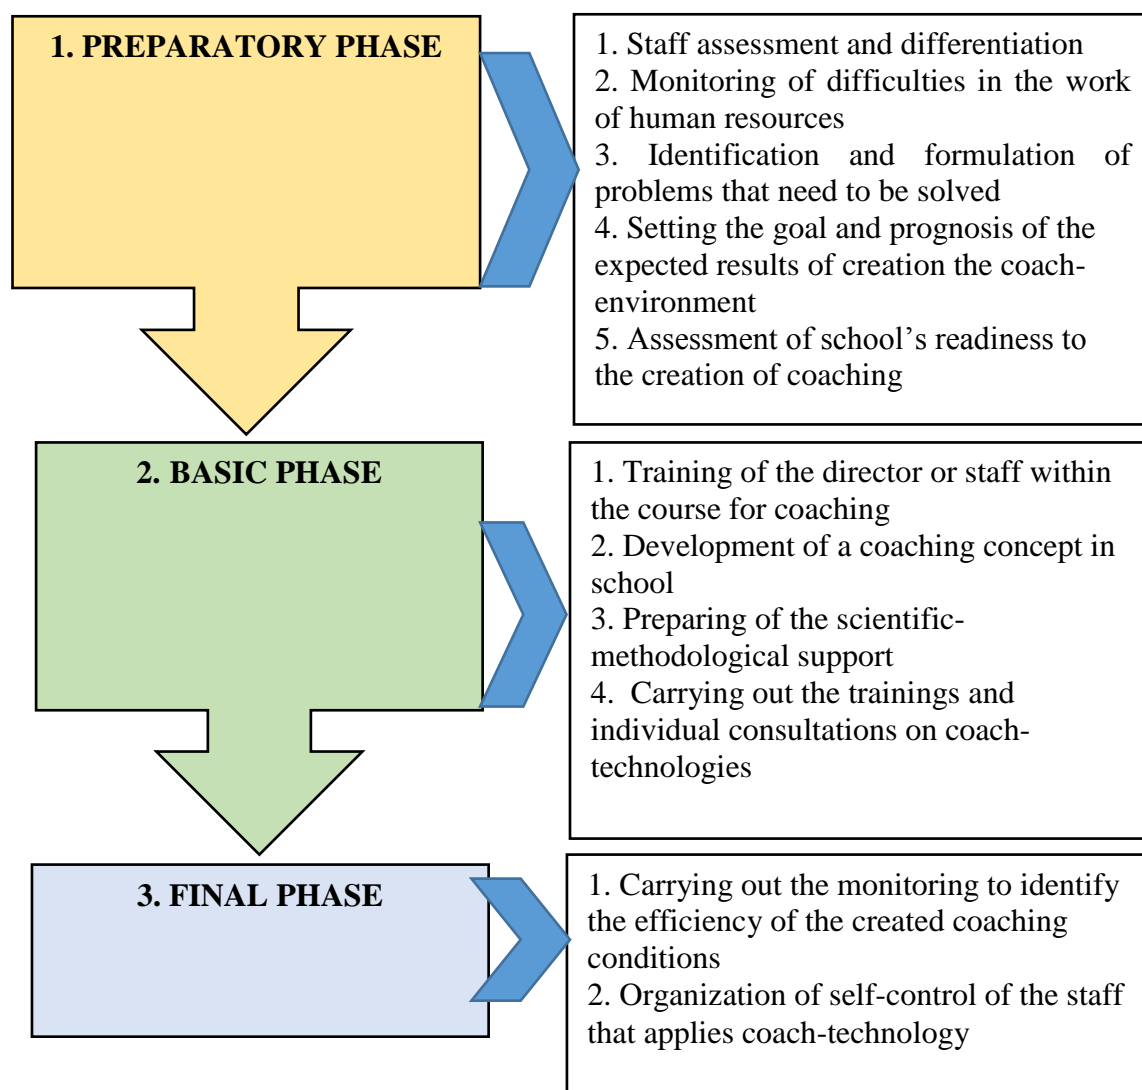 1. PREPARATORY PHASE
1. Staff assessment and differentiation
2. Monitoring of difficulties in the work
of human resources
3. Identification and formulation of
problems that need to be solved
4. Setting the goal and prognosis of the
expected results of creation the coach-
environment
5. Assessment of school’s readiness to
the creation of coaching
2. BASIC PHASE
1. Training of the director or staff within
the course for coaching
2. Development of a coaching concept in
school
3. Preparing of the scientific-
methodological support
4. Carrying out the trainings and
individual consultations on coach-
technologies
3. FINAL PHASE
1. Carrying out the monitoring to identify
the efficiency of the created coaching
conditions
2. Organization of self-control of the staff
that applies coach-technology